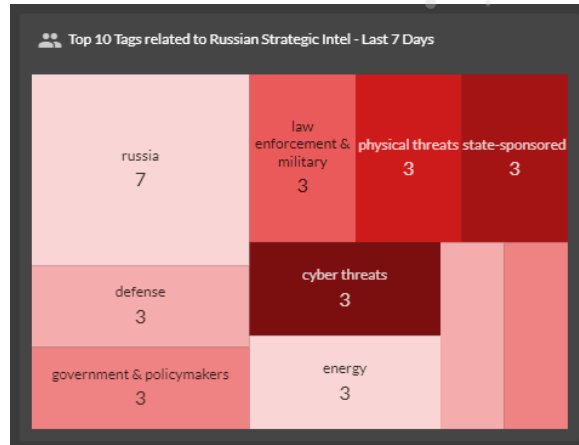 Top 10 Tags related to Russian Strategic Intel - Last 7 Days
russia
7
law
enforcement &
military
3
physical threats
3
state-sponsored
3
defense
3
cyber threats
3
government & policymakers
3
energy
3